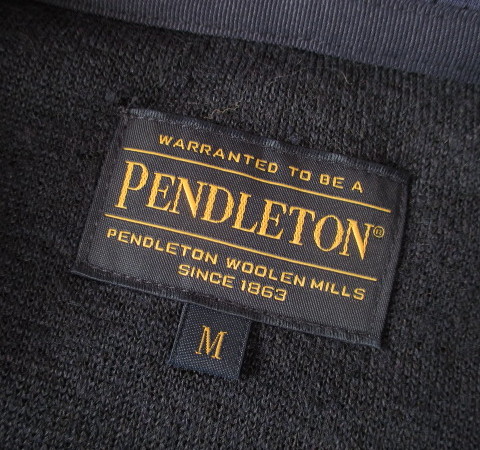 WARRANTED TO BE A
PENDLETON®
PENDLETON WOOLEN MILLS
SINCE 1863
M